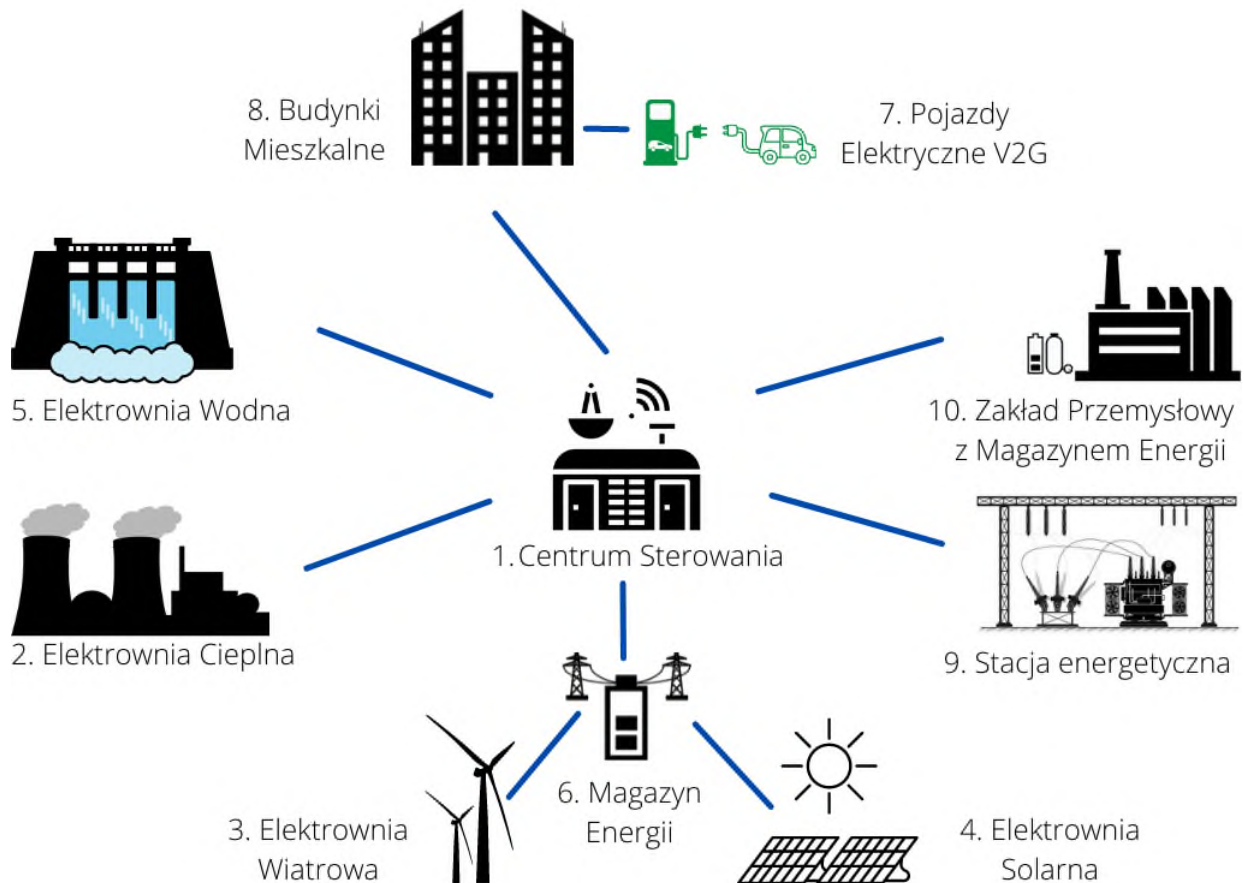 8. Budynki
Mieszkalne
7. Pojazdy
Elektryczne V2G
5. Elektrownia Wodna
10. Zakład Przemysłowy
z Magazynem Energii
1. Centrum Sterowania
2. Elektrownia Cieplna
9. Stacja energetyczna
6. Magazyn
Energii
3. Elektrownia
Wiatrowa
4. Elektrownia
Solarna